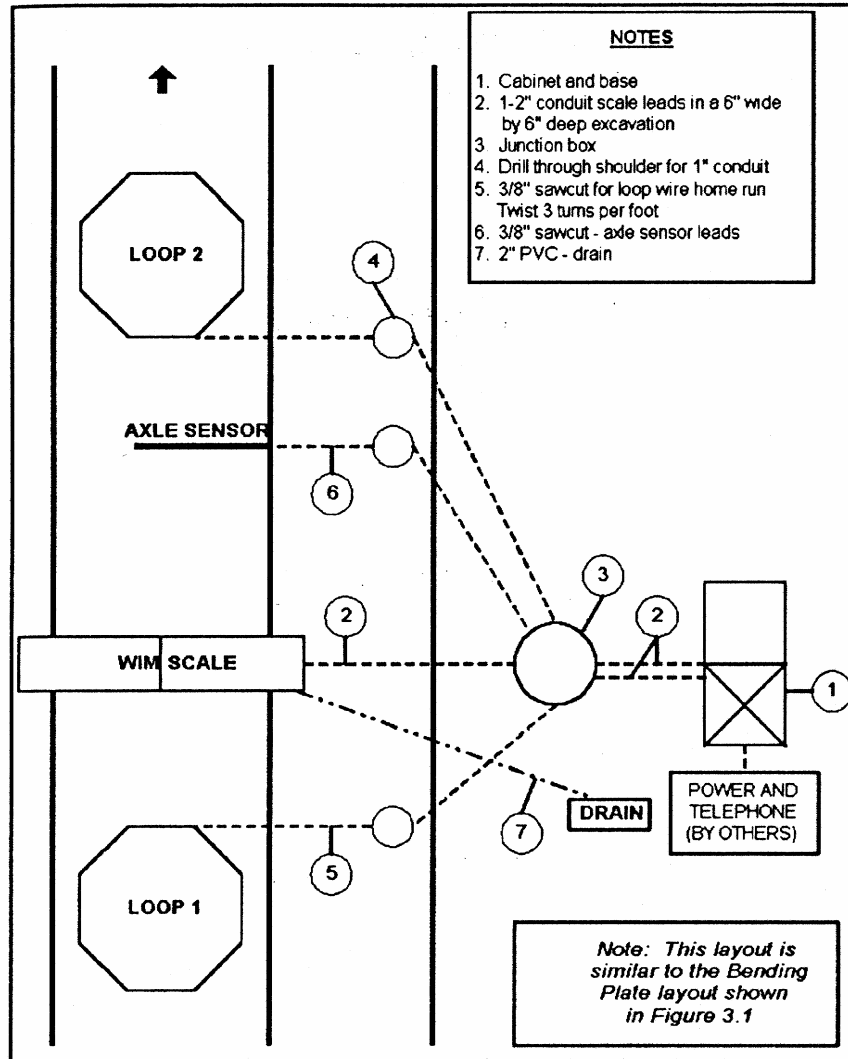 NOTES
1. Cabinet and base
2. 1-2" conduit scale leads in a 6" wide
by 6" deep excavation
3 Junction box
4. Drill through shoulder for 1" conduit
5. 3/8" sawcut for loop wire home run
Twist 3 turns per foot
6. 3/8" sawcut - axle sensor leads
7. 2" PVC - drain
LOOP 2
4
AXLE SENSOR
6
3
2
2
WIM SCALE
1
POWER AND
TELEPHONE
(BY OTHERS)
DRAIN
7
5
LOOP 1
Note: This layout is
similar to the Bending
Plate layout shown
in Figure 3.1